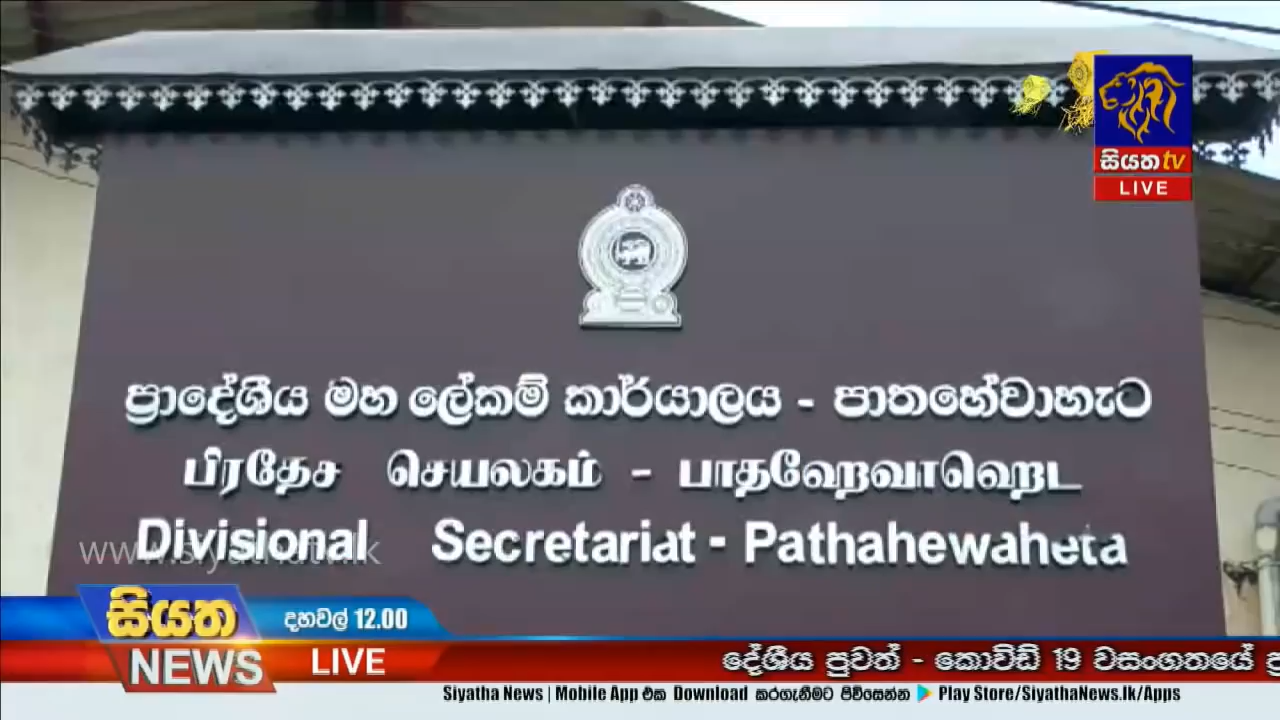 සියත tv
LIVE
ප්‍රාදේශීය මහ ලේකම් කාර්යාලය - පාතහේවාහැට
பிரதேச செயலகம் - பாதஹேவாஹெட
Divisional Secretariat - Pathahewaheta
www.siyathatv.lk
සියත දහවල් 12.00
NEWS LIVE
දේශීය පුවත් - කොවිඩ් 19 වසංගතයේ ප්‍ර
Siyatha News | Mobile App එක Download කරගැනීමට පිවිසෙන්න Play Store/SiyathaNews.lk/Apps